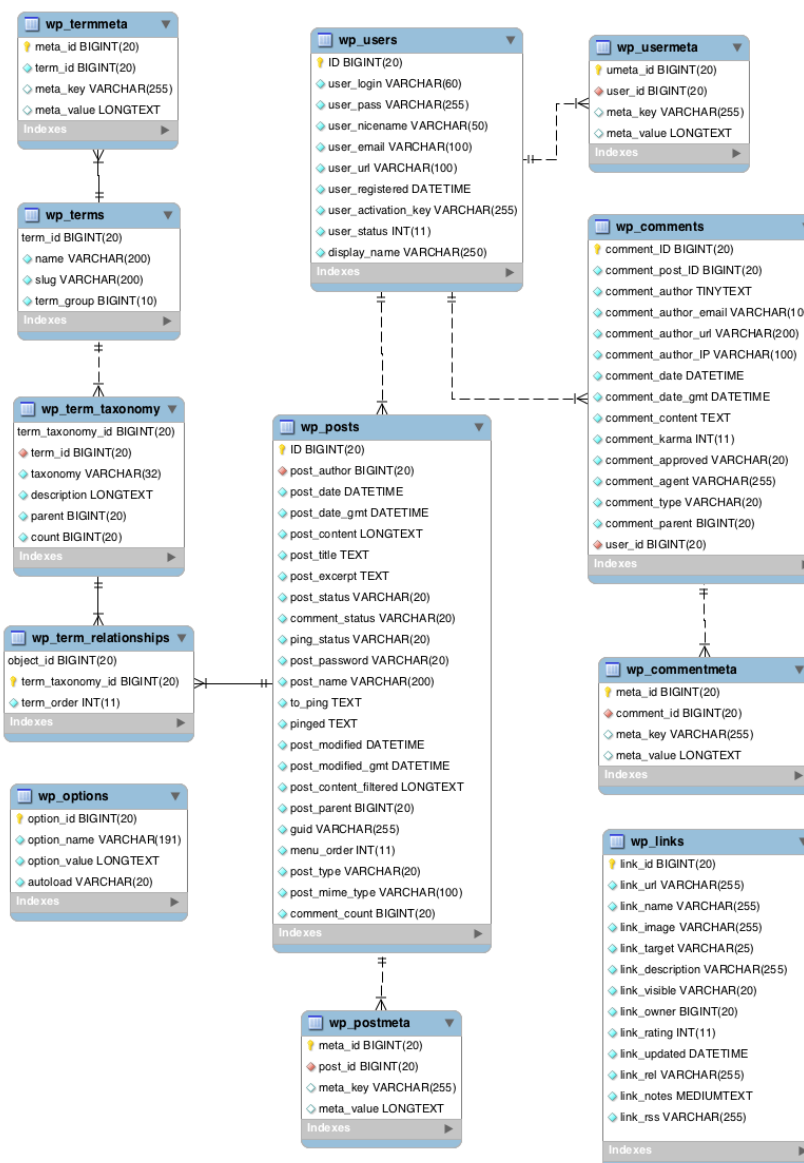 wp_termmeta
meta_id BIGINT(20)
term_id BIGINT(20)
meta_key VARCHAR(255)
meta_value LONGTEXT
Indexes
wp_terms
term_id BIGINT(20)
name VARCHAR(200)
slug VARCHAR(200)
term_group BIGINT(10)
Indexes
wp_term_taxonomy
term_taxonomy_id BIGINT(20)
term_id BIGINT(20)
taxonomy VARCHAR(32)
description LONGTEXT
parent BIGINT(20)
count BIGINT(20)
Indexes
wp_term_relationships
object_id BIGINT(20)
term_taxonomy_id BIGINT(20)
term_order INT(11)
Indexes
wp_options
option_id BIGINT(20)
option_name VARCHAR(191)
option_value LONGTEXT
autoload VARCHAR(20)
Indexes
wp_users
ID BIGINT(20)
user_login VARCHAR(60)
user_pass VARCHAR(255)
user_nicename VARCHAR(50)
user_email VARCHAR(100)
user_url VARCHAR(100)
user_registered DATETIME
user_activation_key VARCHAR(255)
user_status INT(11)
display_name VARCHAR(250)
Indexes
wp_posts
ID BIGINT(20)
post_author BIGINT(20)
post_date DATETIME
post_date_gmt DATETIME
post_content LONGTEXT
post_title TEXT
post_excerpt TEXT
post_status VARCHAR(20)
comment_status VARCHAR(20)
ping_status VARCHAR(20)
post_password VARCHAR(20)
post_name VARCHAR(200)
to_ping TEXT
pinged TEXT
post_modified DATETIME
post_modified_gmt DATETIME
post_content_filtered LONGTEXT
post_parent BIGINT(20)
guid VARCHAR(255)
menu_order INT(11)
post_type VARCHAR(20)
post_mime_type VARCHAR(100)
comment_count BIGINT(20)
Indexes
wp_postmeta
meta_id BIGINT(20)
post_id BIGINT(20)
meta_key VARCHAR(255)
meta_value LONGTEXT
Indexes
wp_usermeta
umeta_id BIGINT(20)
user_id BIGINT(20)
meta_key VARCHAR(255)
meta_value LONGTEXT
Indexes
wp_comments
comment_ID BIGINT(20)
comment_post_ID BIGINT(20)
comment_author TINYTEXT
comment_author_email VARCHAR(10
comment_author_url VARCHAR(200)
comment_author_IP VARCHAR(100)
comment_date DATETIME
comment_date_gmt DATETIME
comment_content TEXT
comment_karma INT(11)
comment_approved VARCHAR(20)
comment_agent VARCHAR(255)
comment_type VARCHAR(20)
comment_parent BIGINT(20)
user_id BIGINT(20)
Indexes
wp_commentmeta
meta_id BIGINT(20)
comment_id BIGINT(20)
meta_key VARCHAR(255)
meta_value LONGTEXT
Indexes
wp_links
link_id BIGINT(20)
link_url VARCHAR(255)
link_name VARCHAR(255)
link_image VARCHAR(255)
link_target VARCHAR(25)
link_description VARCHAR(255)
link_visible VARCHAR(20)
link_owner BIGINT(20)
link_rating INT(11)
link_updated DATETIME
link_rel VARCHAR(255)
link_notes MEDIUMTEXT
link_rss VARCHAR(255)
Indexes